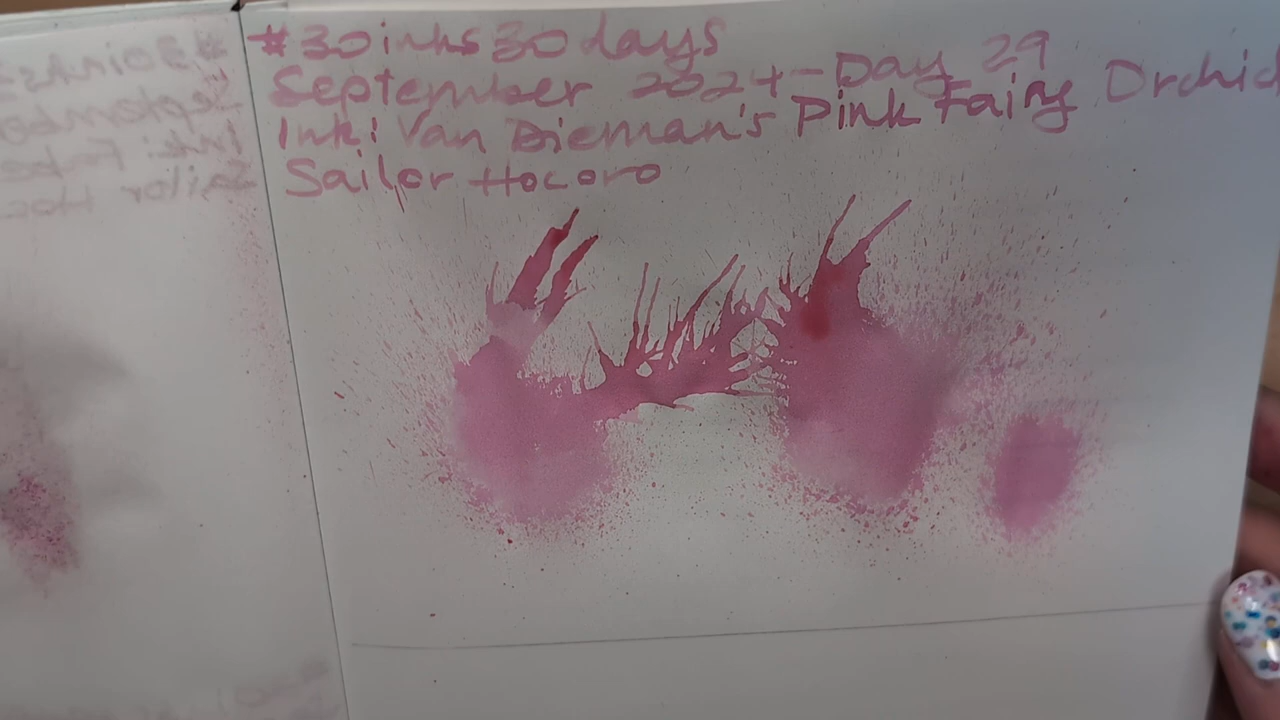 #30inks30days
September 2024-Day 29
Ink: Van Dieman's Pink Fairy Orchid
Sailor Hocoro